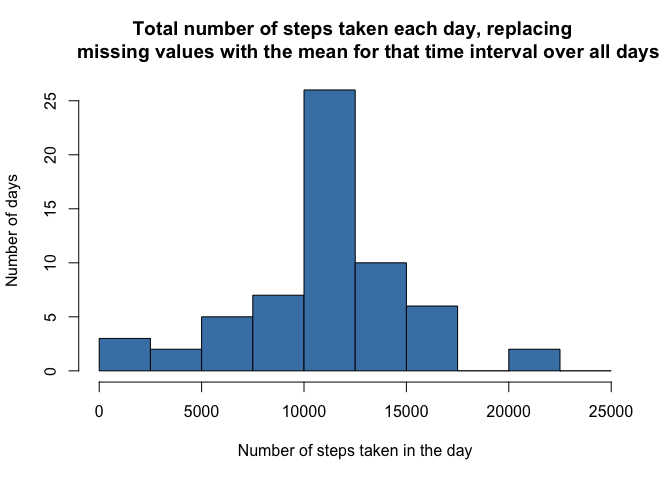 Total number of steps taken each day, replacing
missing values with the mean for that time interval over all days
25
20
15
10
5
0
Number of days
0 5000 10000 15000 20000 25000
Number of steps taken in the day